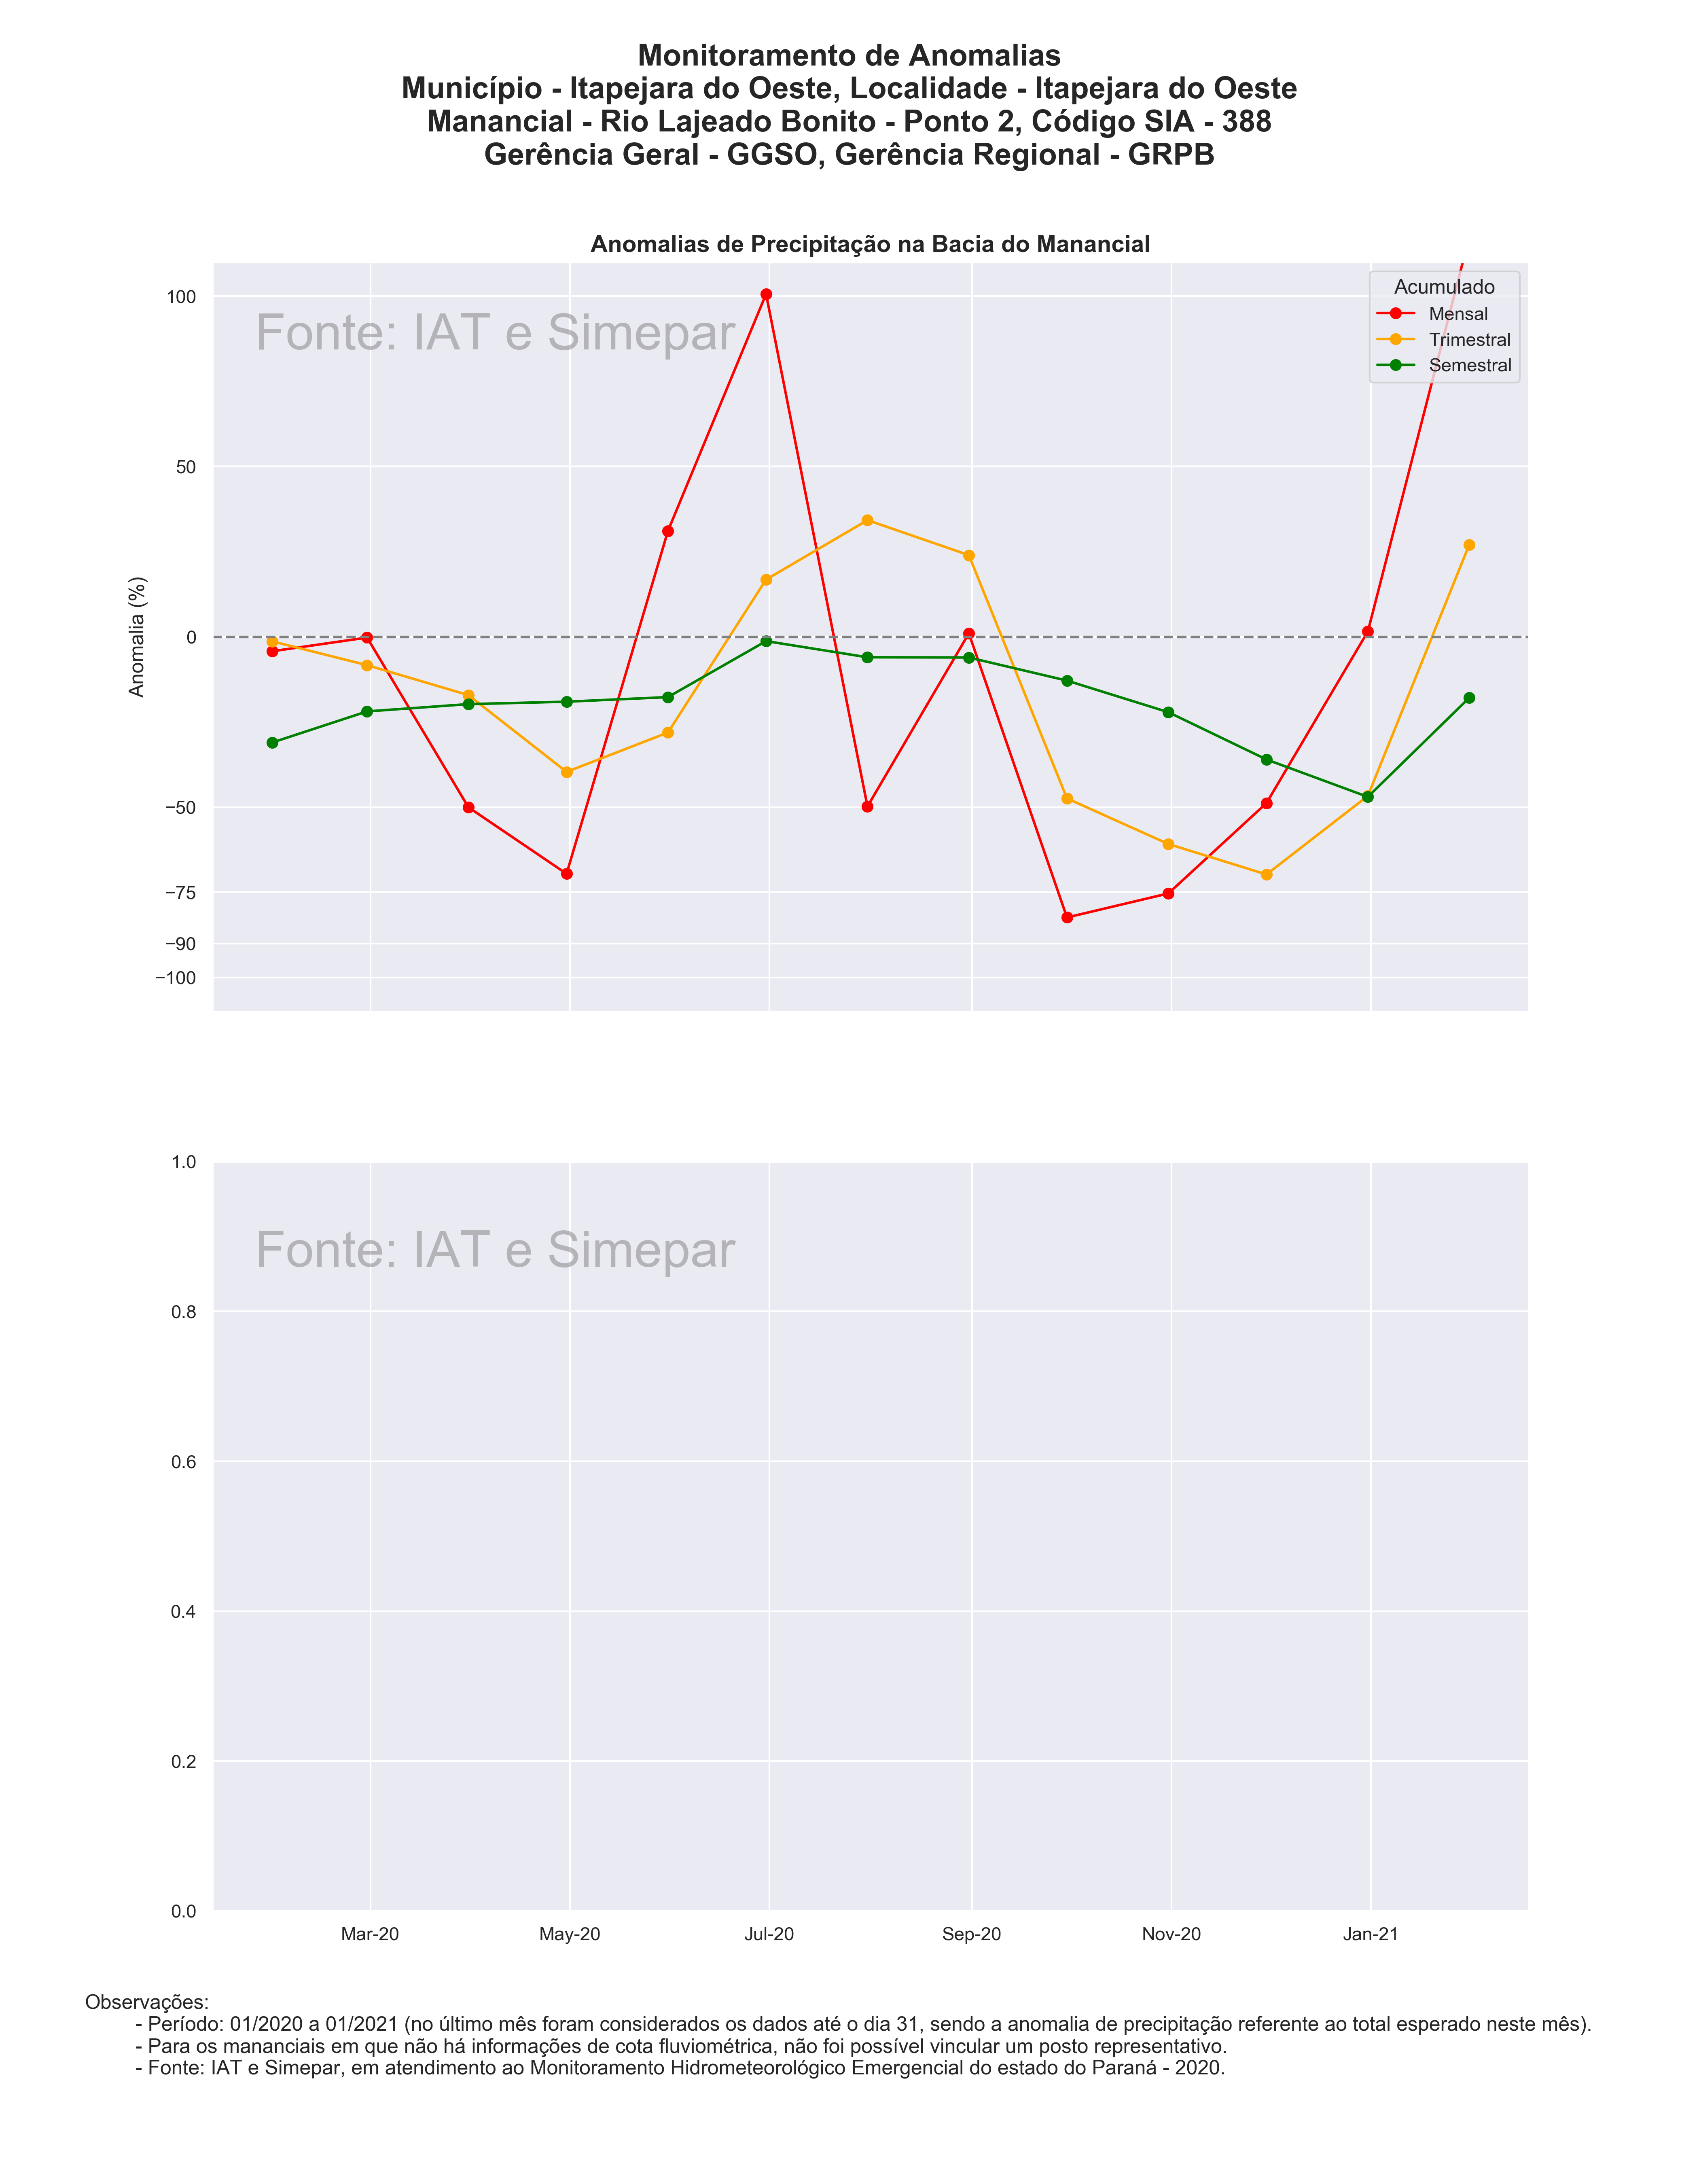 Monitoramento de Anomalias
Município - Itapejara do Oeste, Localidade - Itapejara do Oeste
Manancial - Rio Lajeado Bonito - Ponto 2, Código SIA - 388
Gerência Geral - GGSO, Gerência Regional - GRPB
Anomalias de Precipitação na Bacia do Manancial
Fonte: IAT e Simepar
Acumulado
Mensal
Trimestral
Semestral
Anomalia (%)
100
50
0
−50
−75
−90
−100
Fonte: IAT e Simepar
1.0
0.8
0.6
0.4
0.2
0.0
Mar-20 May-20 Jul-20 Sep-20 Nov-20 Jan-21
Observações:
- Período: 01/2020 a 01/2021 (no último mês foram considerados os dados até o dia 31, sendo a anomalia de precipitação referente ao total esperado neste mês).
- Para os mananciais em que não há informações de cota fluviométrica, não foi possível vincular um posto representativo.
- Fonte: IAT e Simepar, em atendimento ao Monitoramento Hidrometeorológico Emergencial do estado do Paraná - 2020.